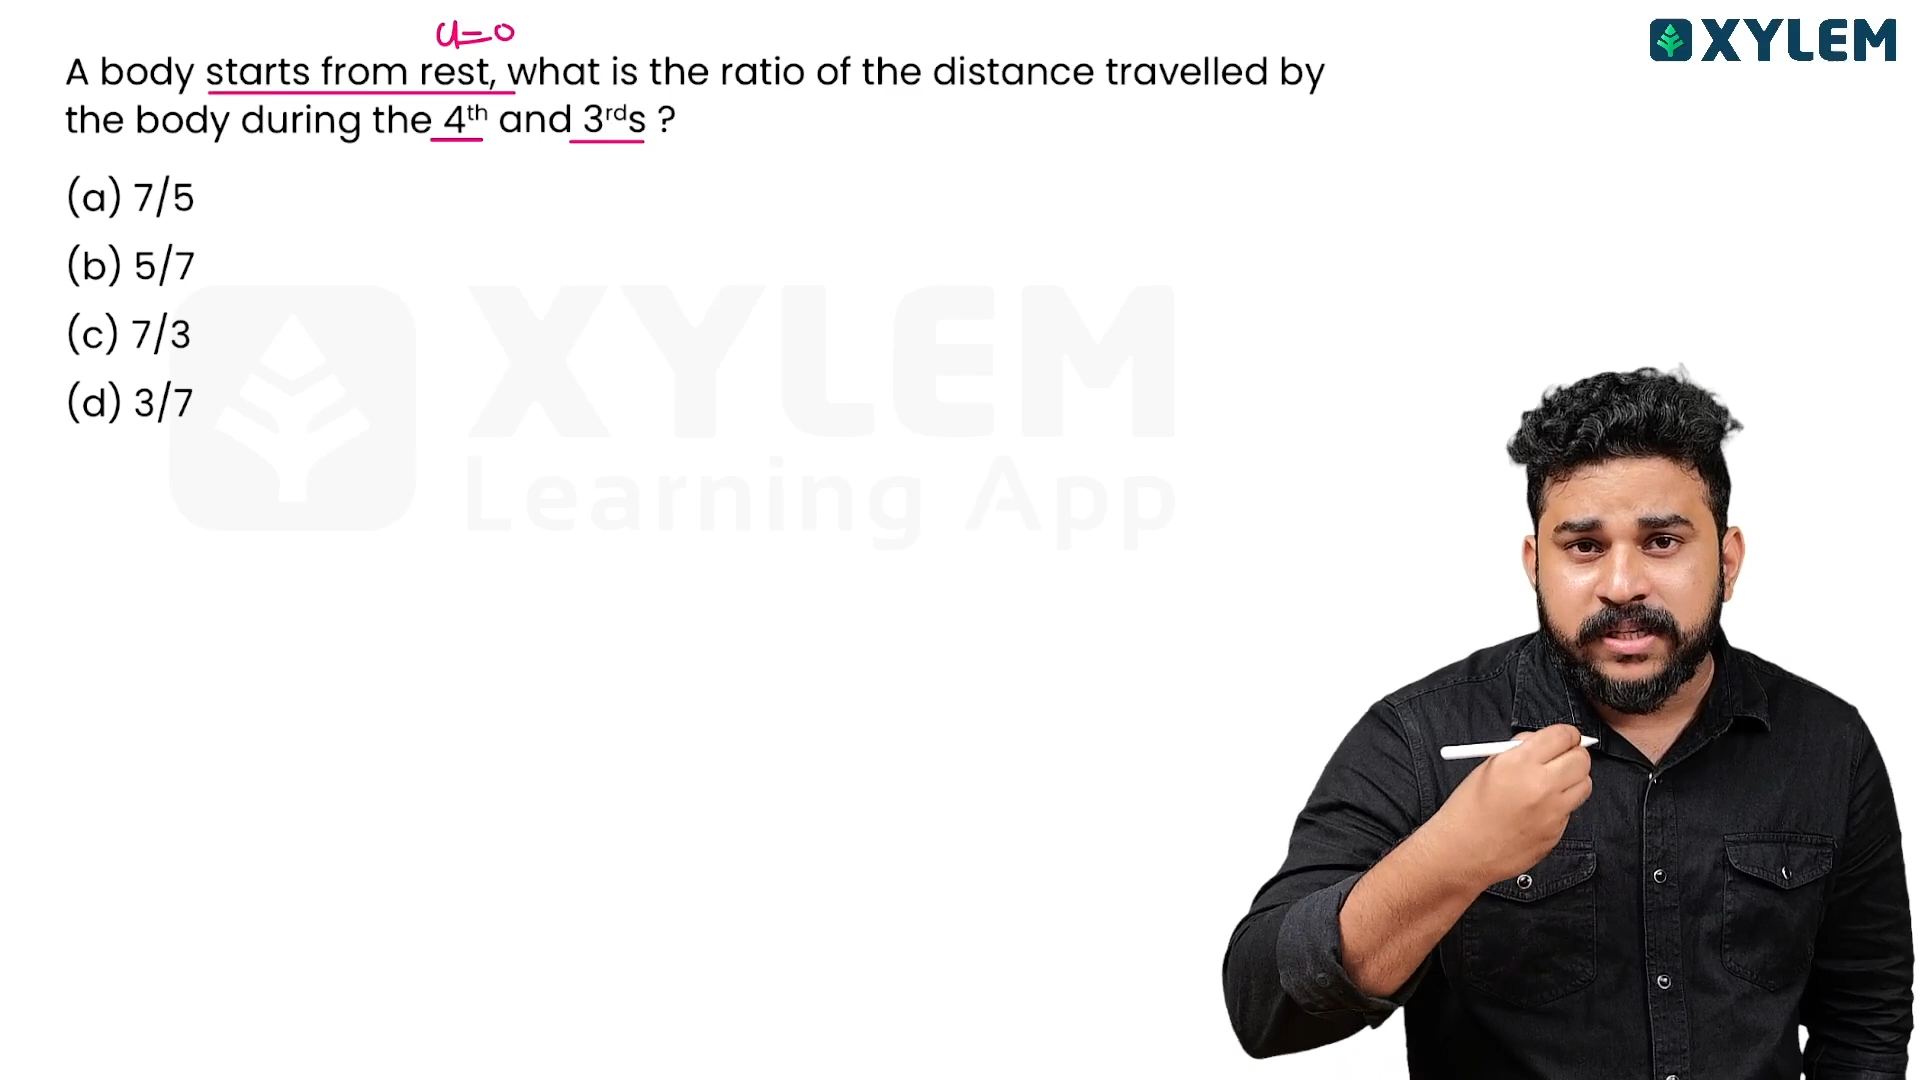 u=0
XYLEM
A body starts from rest, what is the ratio of the distance travelled by
the body during the 4th and 3rds ?
(a) 7/5
(b) 5/7
(c) 7/3
(d) 3/7
XYLEM
Learning App